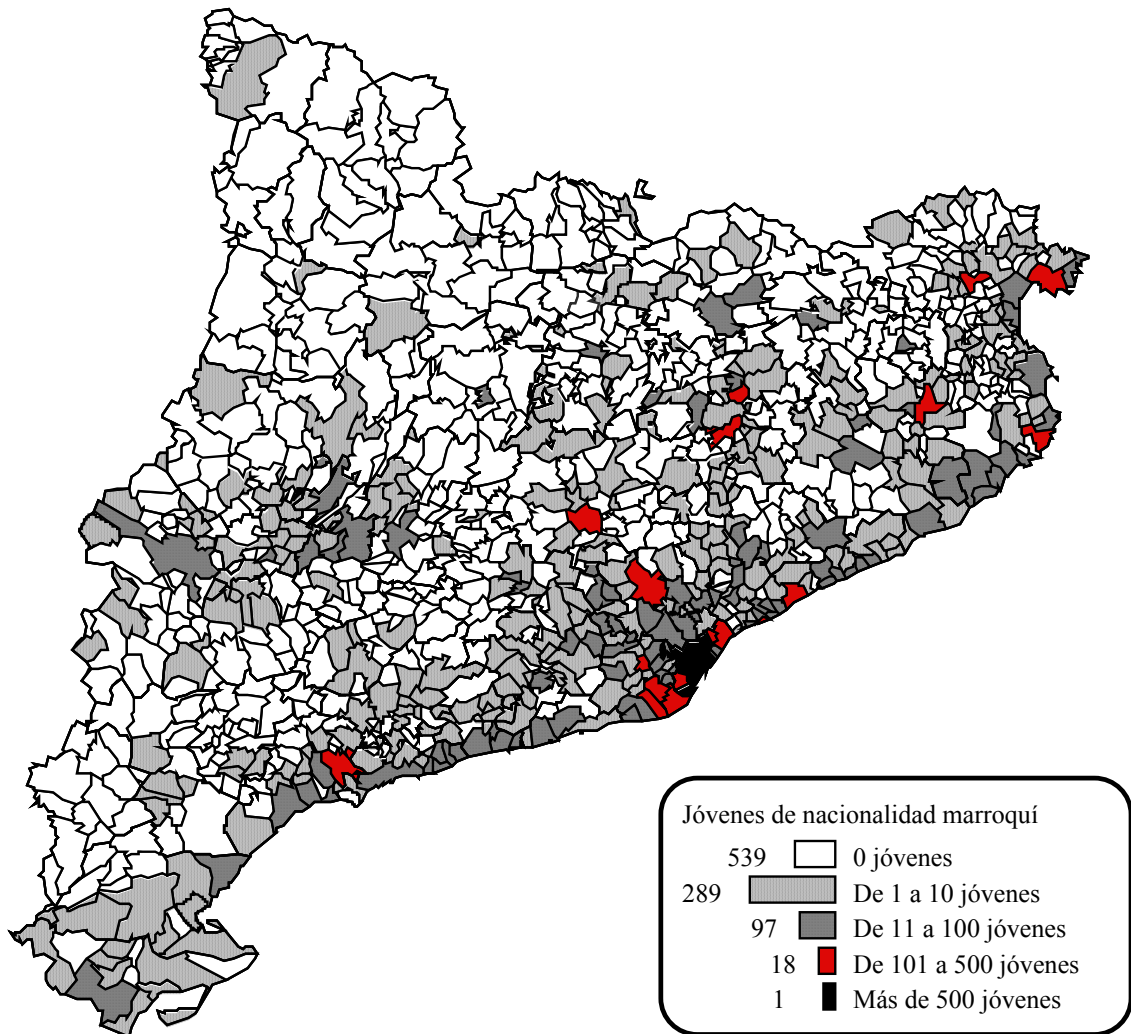 Jóvenes de nacionalidad marroquí
539 0 jóvenes
289 De 1 a 10 jóvenes
97 De 11 a 100 jóvenes
18 De 101 a 500 jóvenes
1 Más de 500 jóvenes